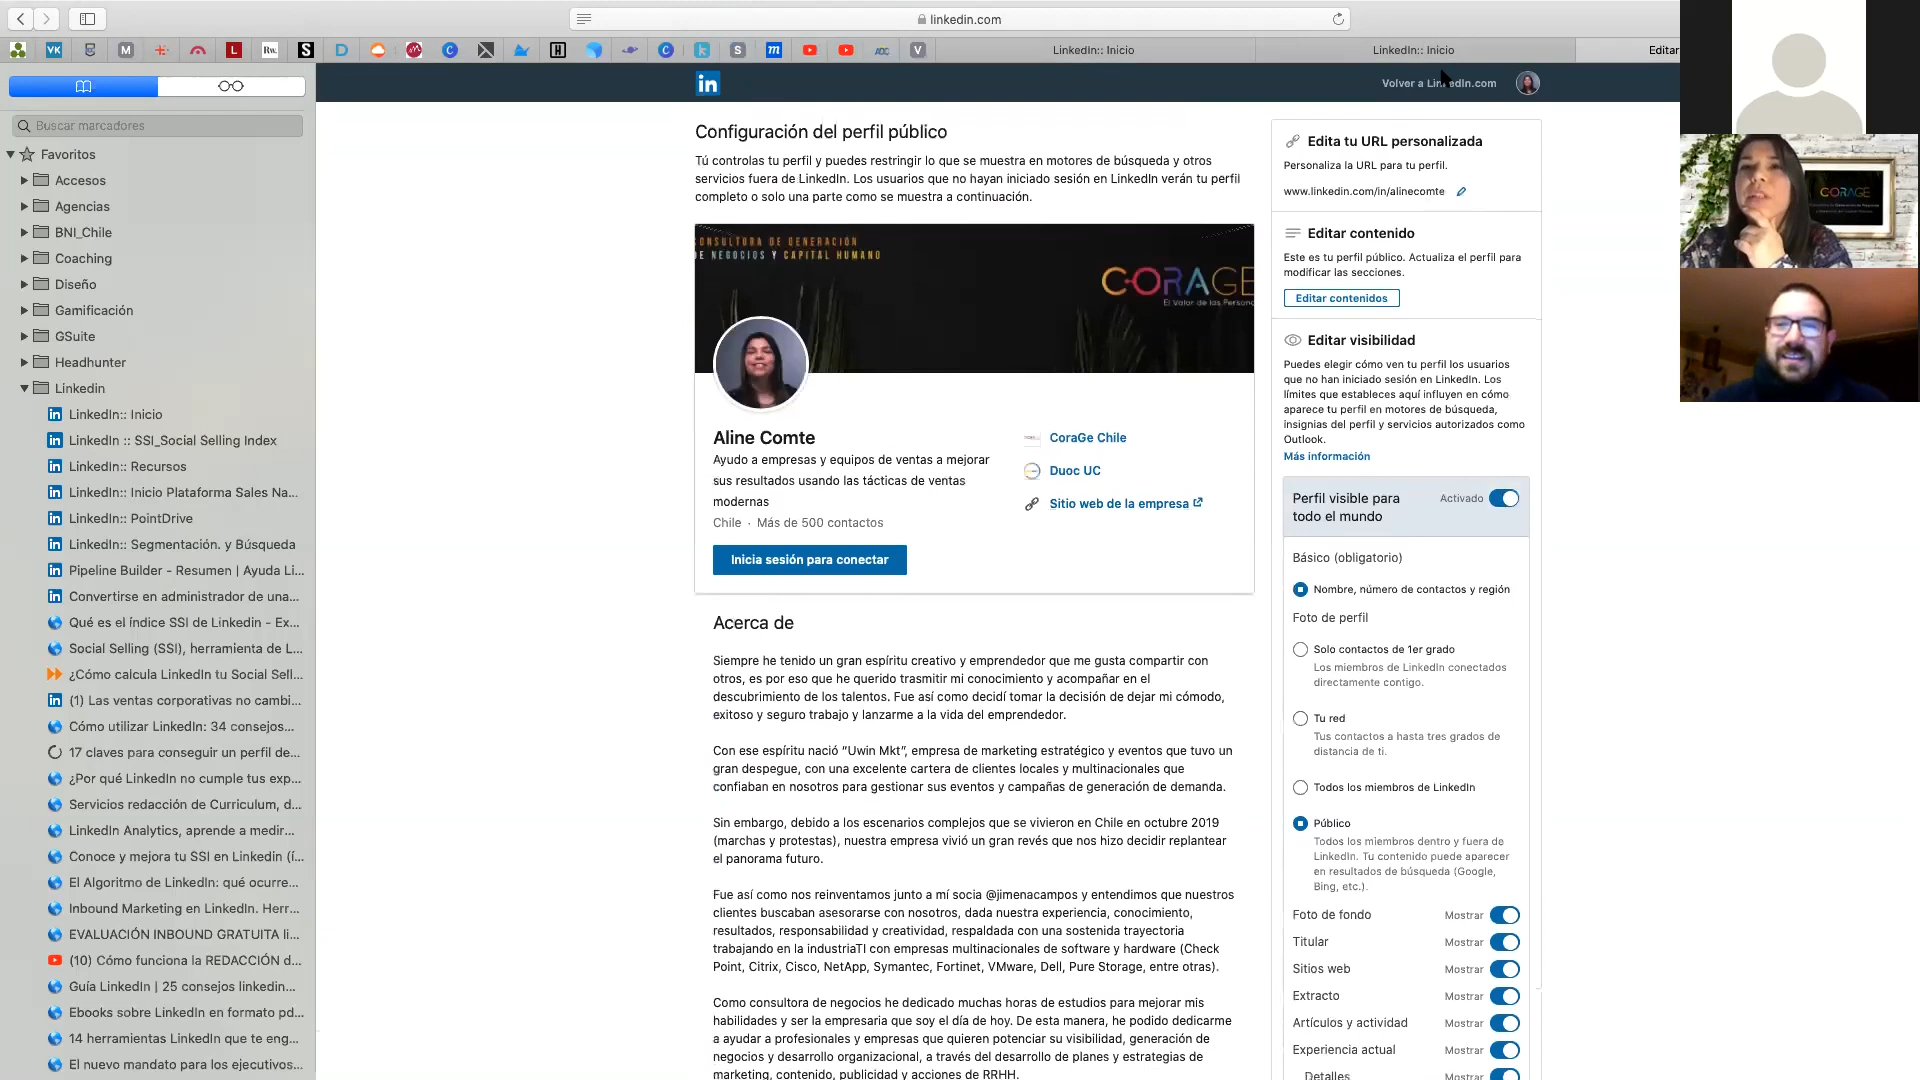 linkedin.com
LinkedIn:: Inicio
LinkedIn:: Inicio
Editar
Buscar marcadores
Favoritos
Accesos
Agencias
BNI_Chile
Coaching
Diseño
Gamificación
GSuite
Headhunter
Linkedin
LinkedIn:: Inicio
LinkedIn :: SSI_Social Selling Index
LinkedIn:: Recursos
LinkedIn:: Inicio Plataforma Sales Na...
LinkedIn:: PointDrive
LinkedIn:: Segmentación. y Búsqueda
Pipeline Builder - Resumen | Ayuda Li...
Convertirse en administrador de una...
Qué es el índice SSI de Linkedin - Ex...
Social Selling (SSI), herramienta de L...
¿Cómo calcula LinkedIn tu Social Sell...
(1) Las ventas corporativas no cambi...
Cómo utilizar LinkedIn: 34 consejos...
17 claves para conseguir un perfil de...
¿Por qué LinkedIn no cumple tus exp...
Servicios redacción de Curriculum, d...
LinkedIn Analytics, aprende a medir...
Conoce y mejora tu SSI en Linkedin (í...
El Algoritmo de LinkedIn: qué ocurre...
Inbound Marketing en LinkedIn. Herr...
EVALUACIÓN INBOUND GRATUITA li...
(10) Cómo funciona la REDACCIÓN d...
Guía LinkedIn | 25 consejos linkedin...
Ebooks sobre LinkedIn en formato pd...
14 herramientas LinkedIn que te eng...
El nuevo mandato para los ejecutivos...
Volver a LinkedIn.com
Configuración del perfil público
Tú controlas tu perfil y puedes restringir lo que se muestra en motores de búsqueda y otros
servicios fuera de LinkedIn. Los usuarios que no hayan iniciado sesión en LinkedIn verán tu perfil
completo o solo una parte como se muestra a continuación.
CONSULTORA DE GENERACIÓN
DE NEGOCIOS Y CAPITAL HUMANO
CORAGE
El Valor de las Persona
Aline Comte
Ayudo a empresas y equipos de ventas a mejorar
sus resultados usando las tácticas de ventas
modernas
Chile · Más de 500 contactos
Inicia sesión para conectar
CoraGe Chile
Duoc UC
Sitio web de la empresa
Acerca de
Siempre he tenido un gran espíritu creativo y emprendedor que me gusta compartir con
otros, es por eso que he querido trasmitir mi conocimiento y acompañar en el
descubrimiento de los talentos. Fue así como decidí tomar la decisión de dejar mi cómodo,
exitoso y seguro trabajo y lanzarme a la vida del emprendedor.
Con ese espíritu nació “Uwin Mkt”, empresa de marketing estratégico y eventos que tuvo un
gran despegue, con una excelente cartera de clientes locales y multinacionales que
confiaban en nosotros para gestionar sus eventos y campañas de generación de demanda.
Sin embargo, debido a los escenarios complejos que se vivieron en Chile en octubre 2019
(marchas y protestas), nuestra empresa vivió un gran revés que nos hizo decidir replantear
el panorama futuro.
Fue así como nos reinventamos junto a mí socia @jimenacampos y entendimos que nuestros
clientes buscaban asesorarse con nosotros, dada nuestra experiencia, conocimiento,
resultados, responsabilidad y creatividad, respaldada con una sostenida trayectoria
trabajando en la industriaTI con empresas multinacionales de software y hardware (Check
Point, Citrix, Cisco, NetApp, Symantec, Fortinet, VMware, Dell, Pure Storage, entre otras).
Como consultora de negocios he dedicado muchas horas de estudios para mejorar mis
habilidades y ser la empresaria que soy el día de hoy. De esta manera, he podido dedicarme
a ayudar a profesionales y empresas que quieren potenciar su visibilidad, generación de
negocios y desarrollo organizacional, a través del desarrollo de planes y estrategias de
marketing, contenido, publicidad y acciones de RRHH.
Edita tu URL personalizada
Personaliza la URL para tu perfil.
www.linkedin.com/in/alinecomte
Editar contenido
Este es tu perfil público. Actualiza el perfil para
modificar las secciones.
Editar contenidos
Editar visibilidad
Puedes elegir cómo ven tu perfil los usuarios
que no han iniciado sesión en LinkedIn. Los
límites que estableces aquí influyen en cómo
aparece tu perfil en motores de búsqueda,
insignias del perfil y servicios autorizados como
Outlook.
Más información
Perfil visible para
todo el mundo
Activado
Básico (obligatorio)
Nombre, número de contactos y región
Foto de perfil
Solo contactos de 1er grado
Los miembros de LinkedIn conectados
directamente contigo.
Tu red
Tus contactos a hasta tres grados de
distancia de ti.
Todos los miembros de LinkedIn
Público
Todos los miembros dentro y fuera de
LinkedIn. Tu contenido puede aparecer
en resultados de búsqueda (Google,
Bing, etc.).
Foto de fondo Mostrar
Titular Mostrar
Sitios web Mostrar
Extracto Mostrar
Artículos y actividad Mostrar
Experiencia actual Mostrar
Detalles Mostrar
CORAGE